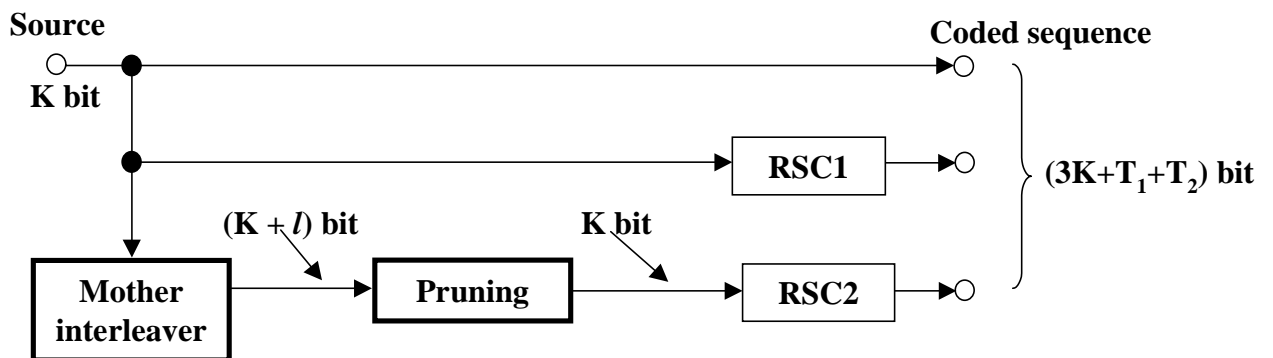 Source
Coded sequence
K bit
RSC1
(3K+T₁+T₂) bit
(K + l) bit
K bit
Mother
interleaver
Pruning
RSC2